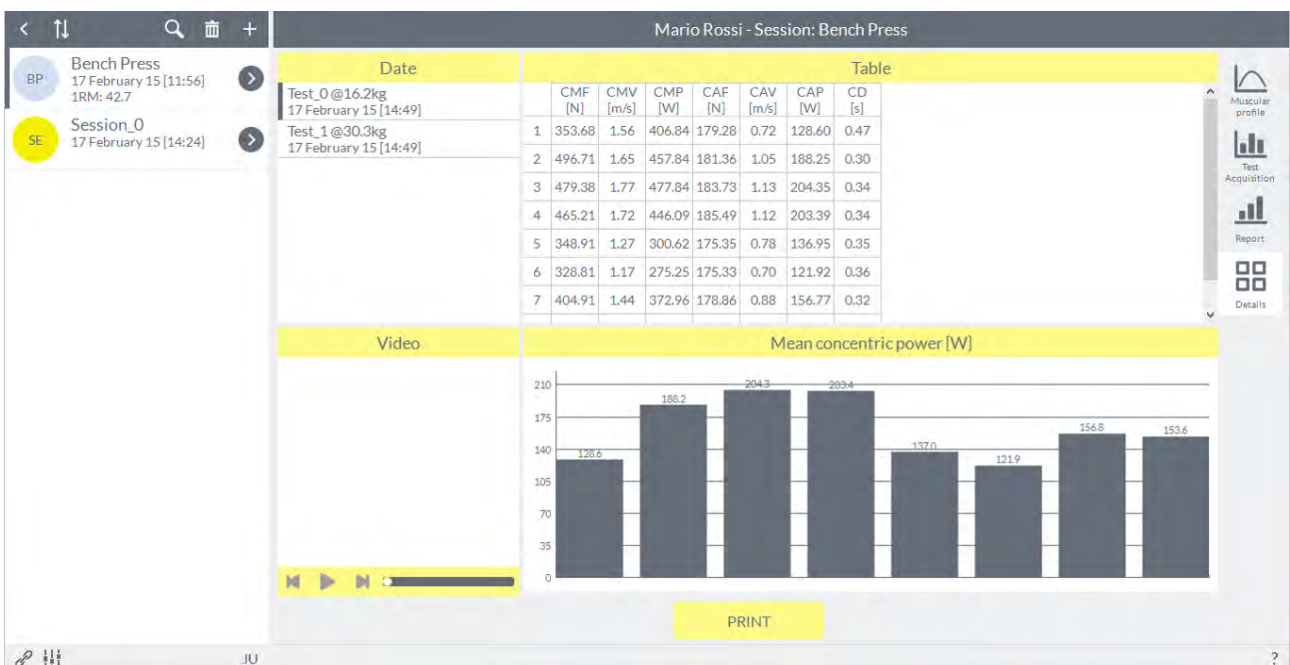 Mario Rossi - Session: Bench Press
BP
Bench Press
17 February 15 [11:56]
1RM: 42.7
SE
Session_0
17 February 15 [14:24]
Date
Test_0 @16.2kg
17 February 15 [14:49]
Test_1 @30.3kg
17 February 15 [14:49]
Table
CMF CMV CMP CAF CAV CAP CD
[N] [m/s] [W] [N] [m/s] [W] [s]
1 353.68 1.56 406.84 179.28 0.72 128.60 0.47
2 496.71 1.65 457.84 181.36 1.05 188.25 0.30
3 479.38 1.77 477.84 183.73 1.13 204.35 0.34
4 465.21 1.72 446.09 185.49 1.12 203.39 0.34
5 348.91 1.27 300.62 175.35 0.78 136.95 0.35
6 328.81 1.17 275.25 175.33 0.70 121.92 0.36
7 404.91 1.44 372.96 178.86 0.88 156.77 0.32
Muscular
profile
Test
Acquisition
Report
Details
Video
Mean concentric power [W]
210
175
140
105
70
35
0
128.6
188.2
204.3
203.4
137.0
121.9
156.8
153.6
PRINT
JU
?